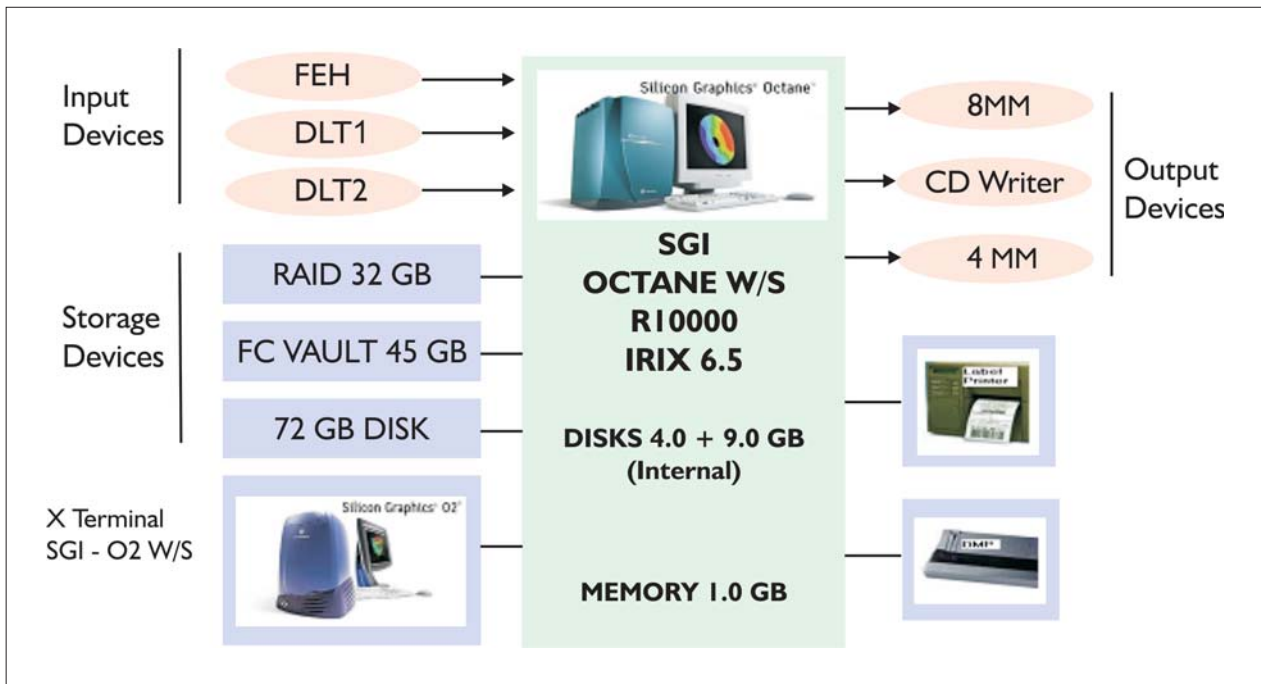 Input
Devices
FEH
DLT1
DLT2
Storage
Devices
RAID 32 GB
FC VAULT 45 GB
72 GB DISK
X Terminal
SGI - O2 W/S
Silicon Graphics® O2®
Silicon Graphics® Octane™
SGI
OCTANE W/S
R10000
IRIX 6.5
DISKS 4.0 + 9.0 GB
(Internal)
MEMORY 1.0 GB
8MM
CD Writer
4 MM
Output
Devices
Label
Printer
DMP